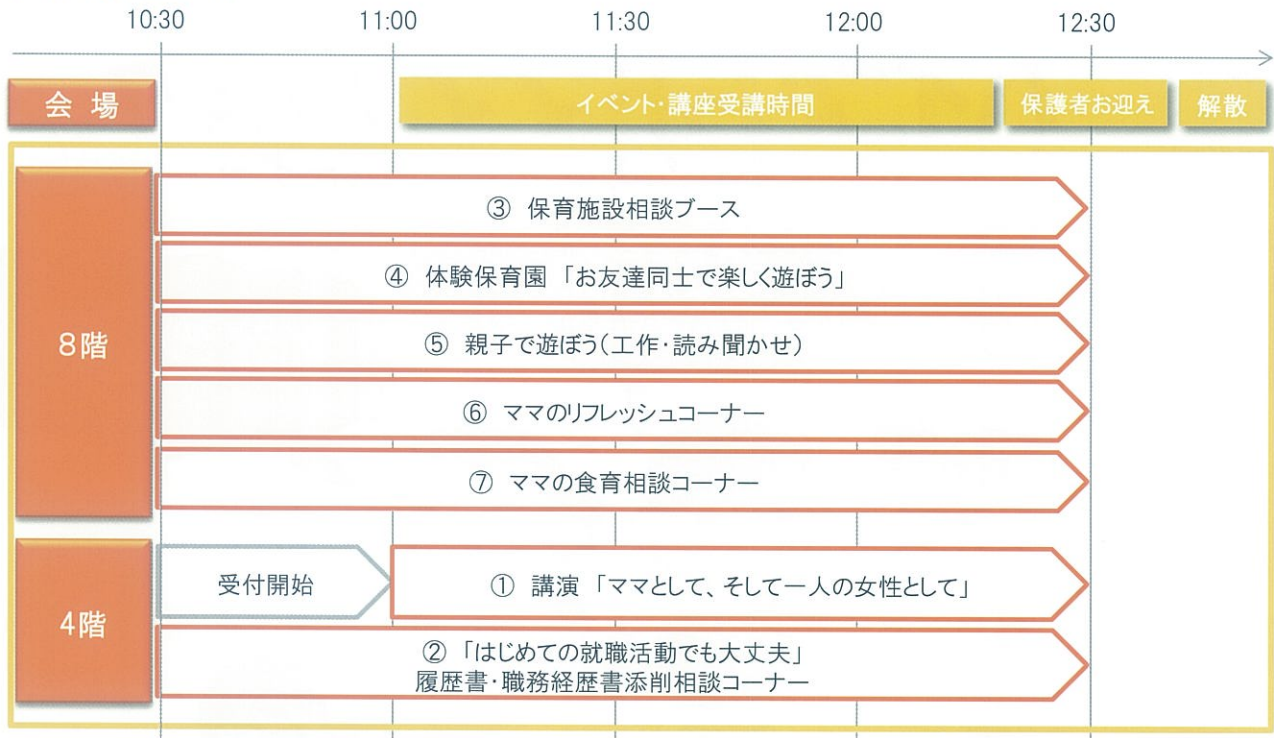 10:30 11:00 11:30 12:00 12:30
会 場 イベント・講座受講時間 保護者お迎え 解散
8階
③ 保育施設相談ブース
④ 体験保育園 「お友達同士で楽しく遊ぼう」
⑤ 親子で遊ぼう(工作・読み聞かせ)
⑥ ママのリフレッシュコーナー
⑦ ママの食育相談コーナー
4階
受付開始 ① 講演 「ママとして、そして一人の女性として」
② 「はじめての就職活動でも大丈夫」
履歴書・職務経歴書添削相談コーナー